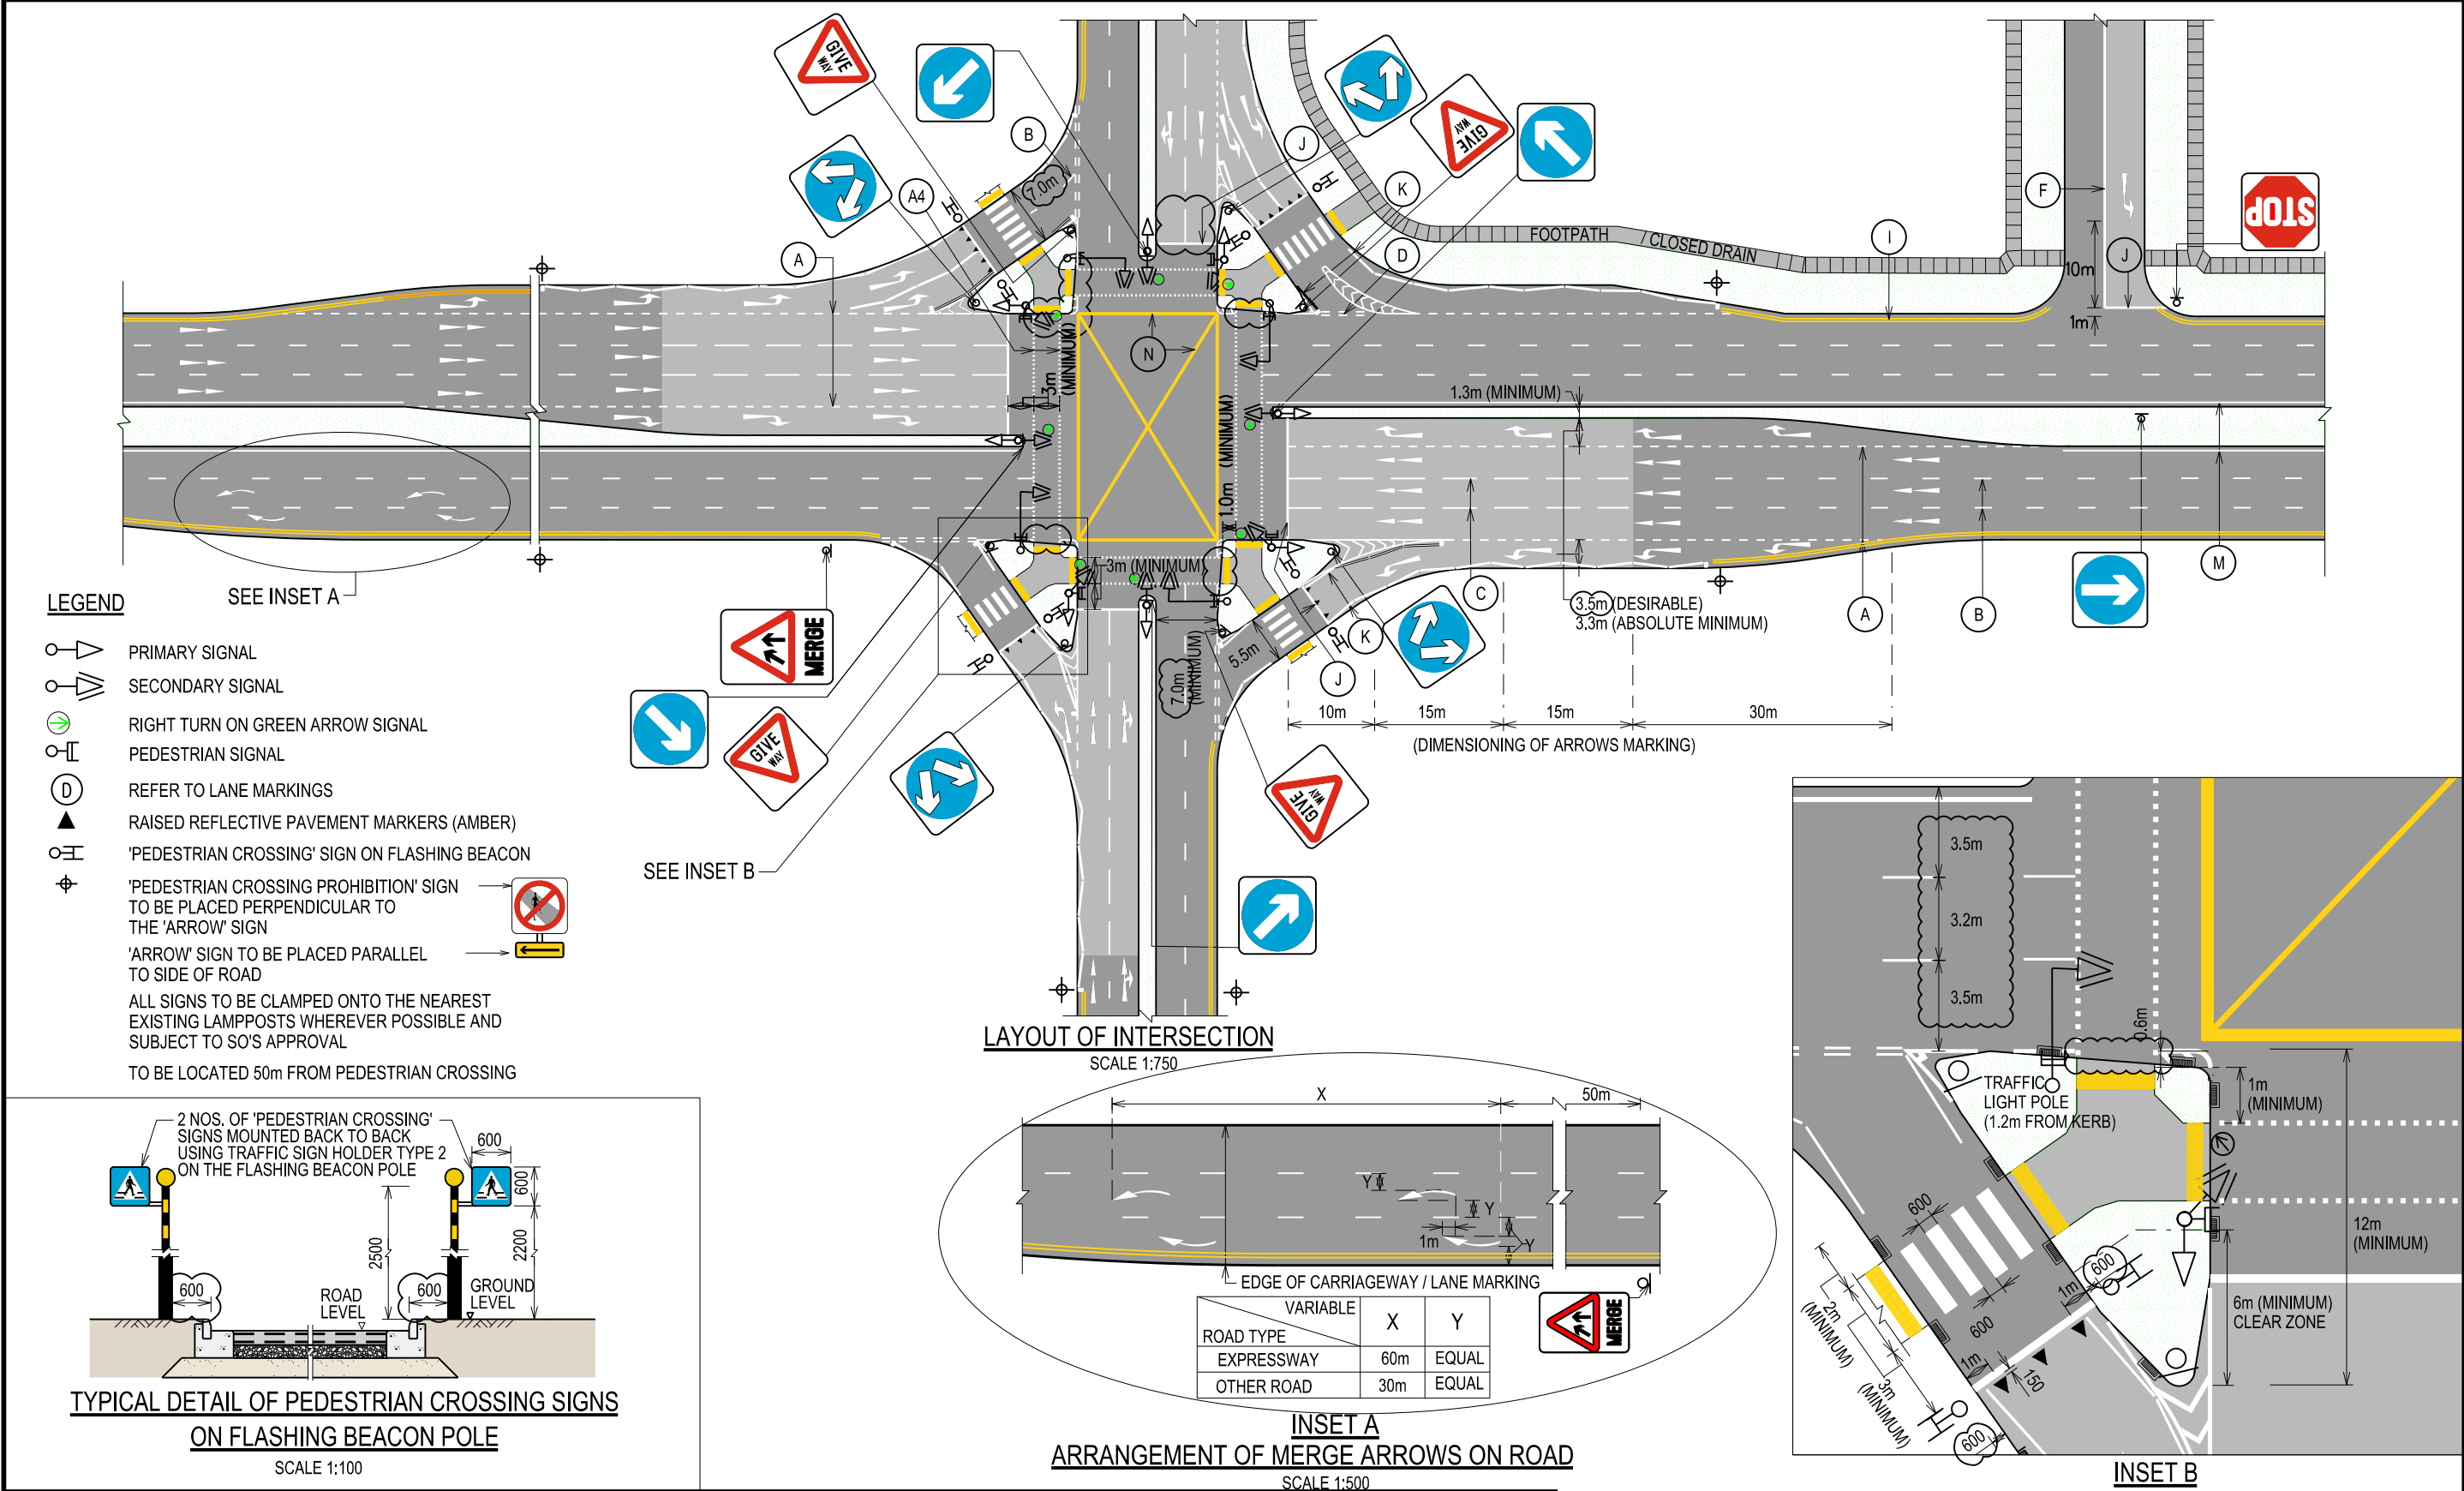 GIVE
WAY
B
A4
7.0m
A
J
K
GIVE
WAY
D
FOOTPATH / CLOSED DRAIN
I
F
J
10m
1m
STOP
N
3m
(MINIMUM)
(MINIMUM)
1.0m
1.3m (MINIMUM)
3m (MINIMUM)
7.0m
(MINIMUM)
5.5m
K
J
C
3.5m (DESIRABLE)
3.3m (ABSOLUTE MINIMUM)
A
B
M
10m
15m
15m
30m
(DIMENSIONING OF ARROWS MARKING)
SEE INSET A
MERGE
GIVE
WAY
GIVE
WAY
SEE INSET B
LEGEND
PRIMARY SIGNAL
SECONDARY SIGNAL
RIGHT TURN ON GREEN ARROW SIGNAL
PEDESTRIAN SIGNAL
D
REFER TO LANE MARKINGS
RAISED REFLECTIVE PAVEMENT MARKERS (AMBER)
'PEDESTRIAN CROSSING' SIGN ON FLASHING BEACON
'PEDESTRIAN CROSSING PROHIBITION' SIGN
TO BE PLACED PERPENDICULAR TO
THE 'ARROW' SIGN
'ARROW' SIGN TO BE PLACED PARALLEL
TO SIDE OF ROAD
ALL SIGNS TO BE CLAMPED ONTO THE NEAREST
EXISTING LAMPPOSTS WHEREVER POSSIBLE AND
SUBJECT TO SO'S APPROVAL
TO BE LOCATED 50m FROM PEDESTRIAN CROSSING
LAYOUT OF INTERSECTION
SCALE 1:750
2 NOS. OF 'PEDESTRIAN CROSSING'
SIGNS MOUNTED BACK TO BACK
USING TRAFFIC SIGN HOLDER TYPE 2
ON THE FLASHING BEACON POLE
600
600
2500
2200
600
600
ROAD
LEVEL
GROUND
LEVEL
TYPICAL DETAIL OF PEDESTRIAN CROSSING SIGNS
ON FLASHING BEACON POLE
SCALE 1:100
X
50m
Y
Y
1m
Y
EDGE OF CARRIAGEWAY / LANE MARKING
VARIABLE
ROAD TYPE
X
Y
EXPRESSWAY 60m EQUAL
OTHER ROAD 30m EQUAL
MERGE
INSET A
ARRANGEMENT OF MERGE ARROWS ON ROAD
SCALE 1:500
3.5m
3.2m
3.5m
0.6m
TRAFFIC
LIGHT POLE
(1.2m FROM KERB)
1m
(MINIMUM)
12m
(MINIMUM)
6m (MINIMUM)
CLEAR ZONE
600
600
600
1m
1m
150
2m
(MINIMUM)
3m
(MINIMUM)
600
INSET B